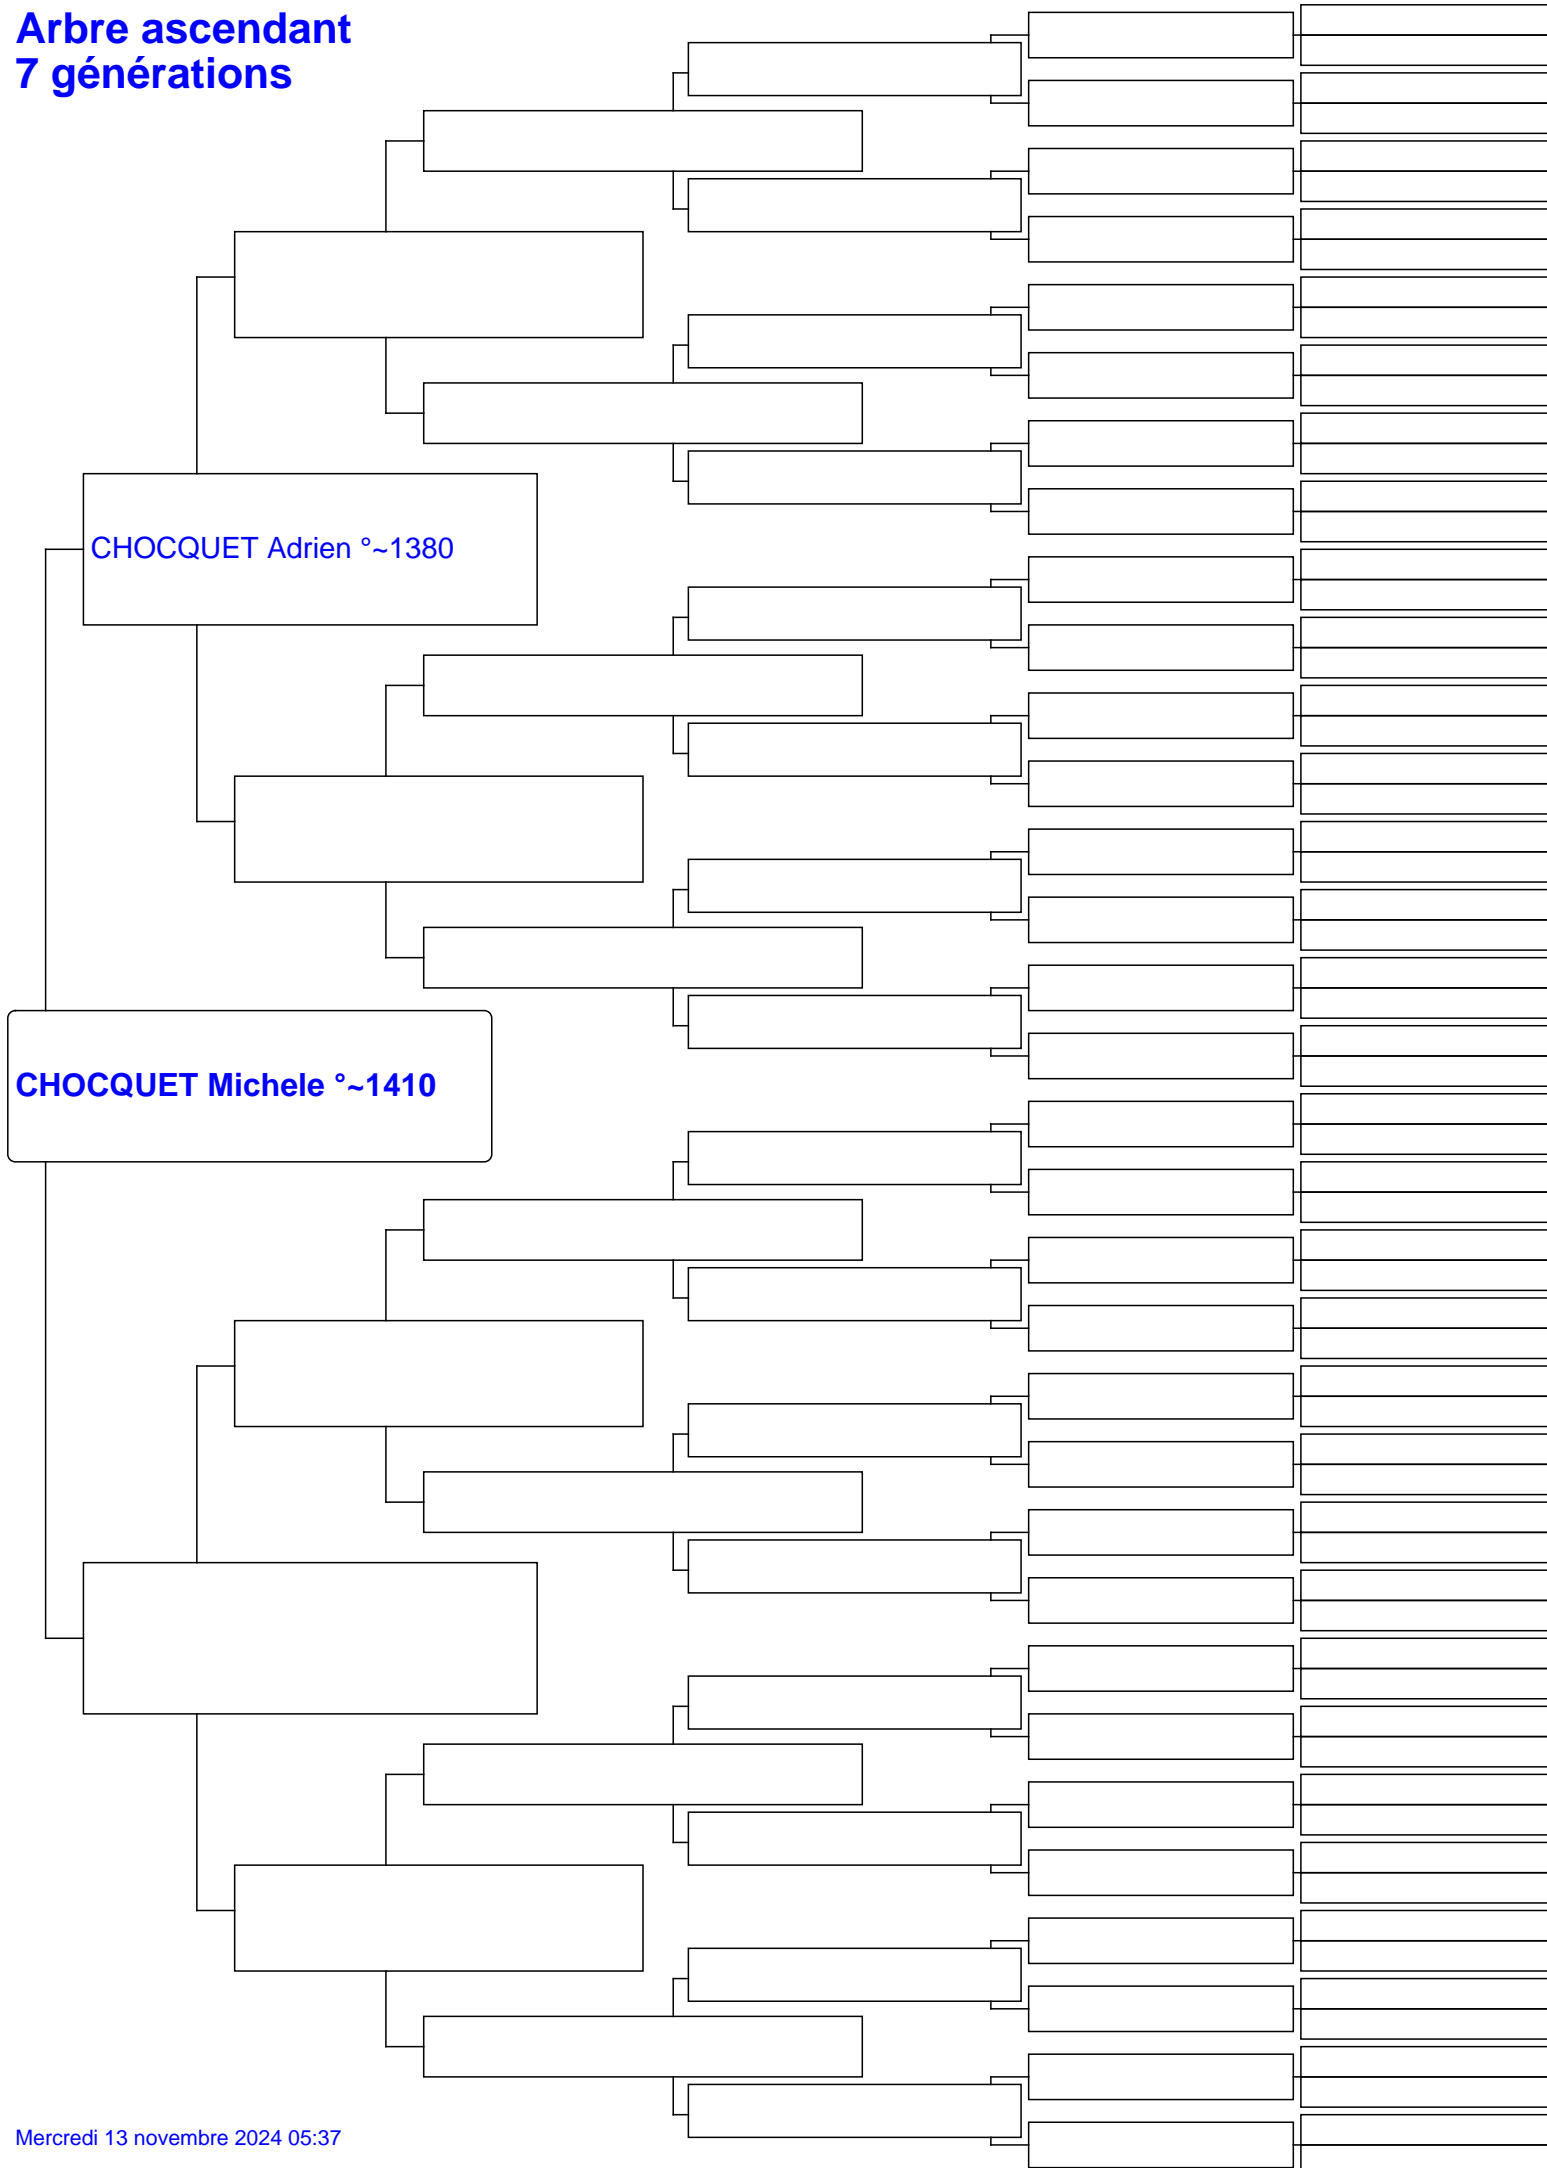 Arbre ascendant
7 générations
CHOCQUET Adrien °~1380
CHOCQUET Michele °~1410
Mercredi 13 novembre 2024 05:37